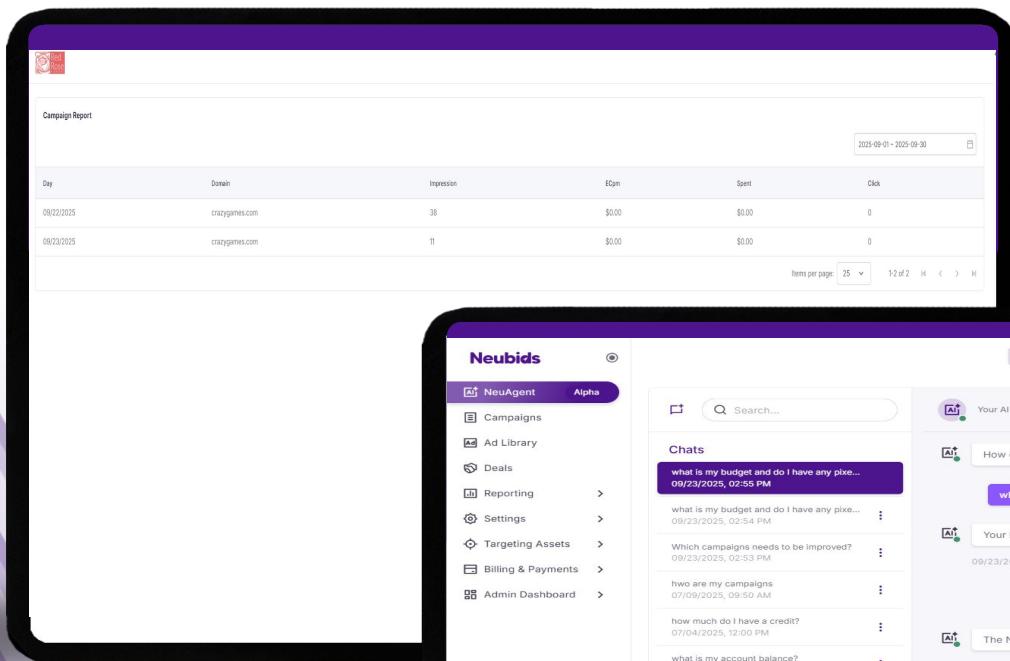 Red
Rose
Campaign Report
2025-09-01 - 2025-09-30
Day Domain Impression ECpm Spent Click
09/22/2025 crazygames.com 38 $0.00 $0.00 0
09/23/2025 crazygames.com 11 $0.00 $0.00 0
Items per page: 25 1-2 of 2
Neubids
NeuAgent Alpha
Campaigns
Ad Library
Deals
Reporting
Settings
Targeting Assets
Billing & Payments
Admin Dashboard
Search...
Chats
what is my budget and do I have any pixe...
09/23/2025, 02:55 PM
what is my budget and do I have any pixe...
09/23/2025, 02:54 PM
Which campaigns needs to be improved?
09/23/2025, 02:53 PM
hwo are my campaigns
07/09/2025, 09:50 AM
how much do I have a credit?
07/04/2025, 12:00 PM
what is my account balance?
Your AI
How
Your
09/23/2
The